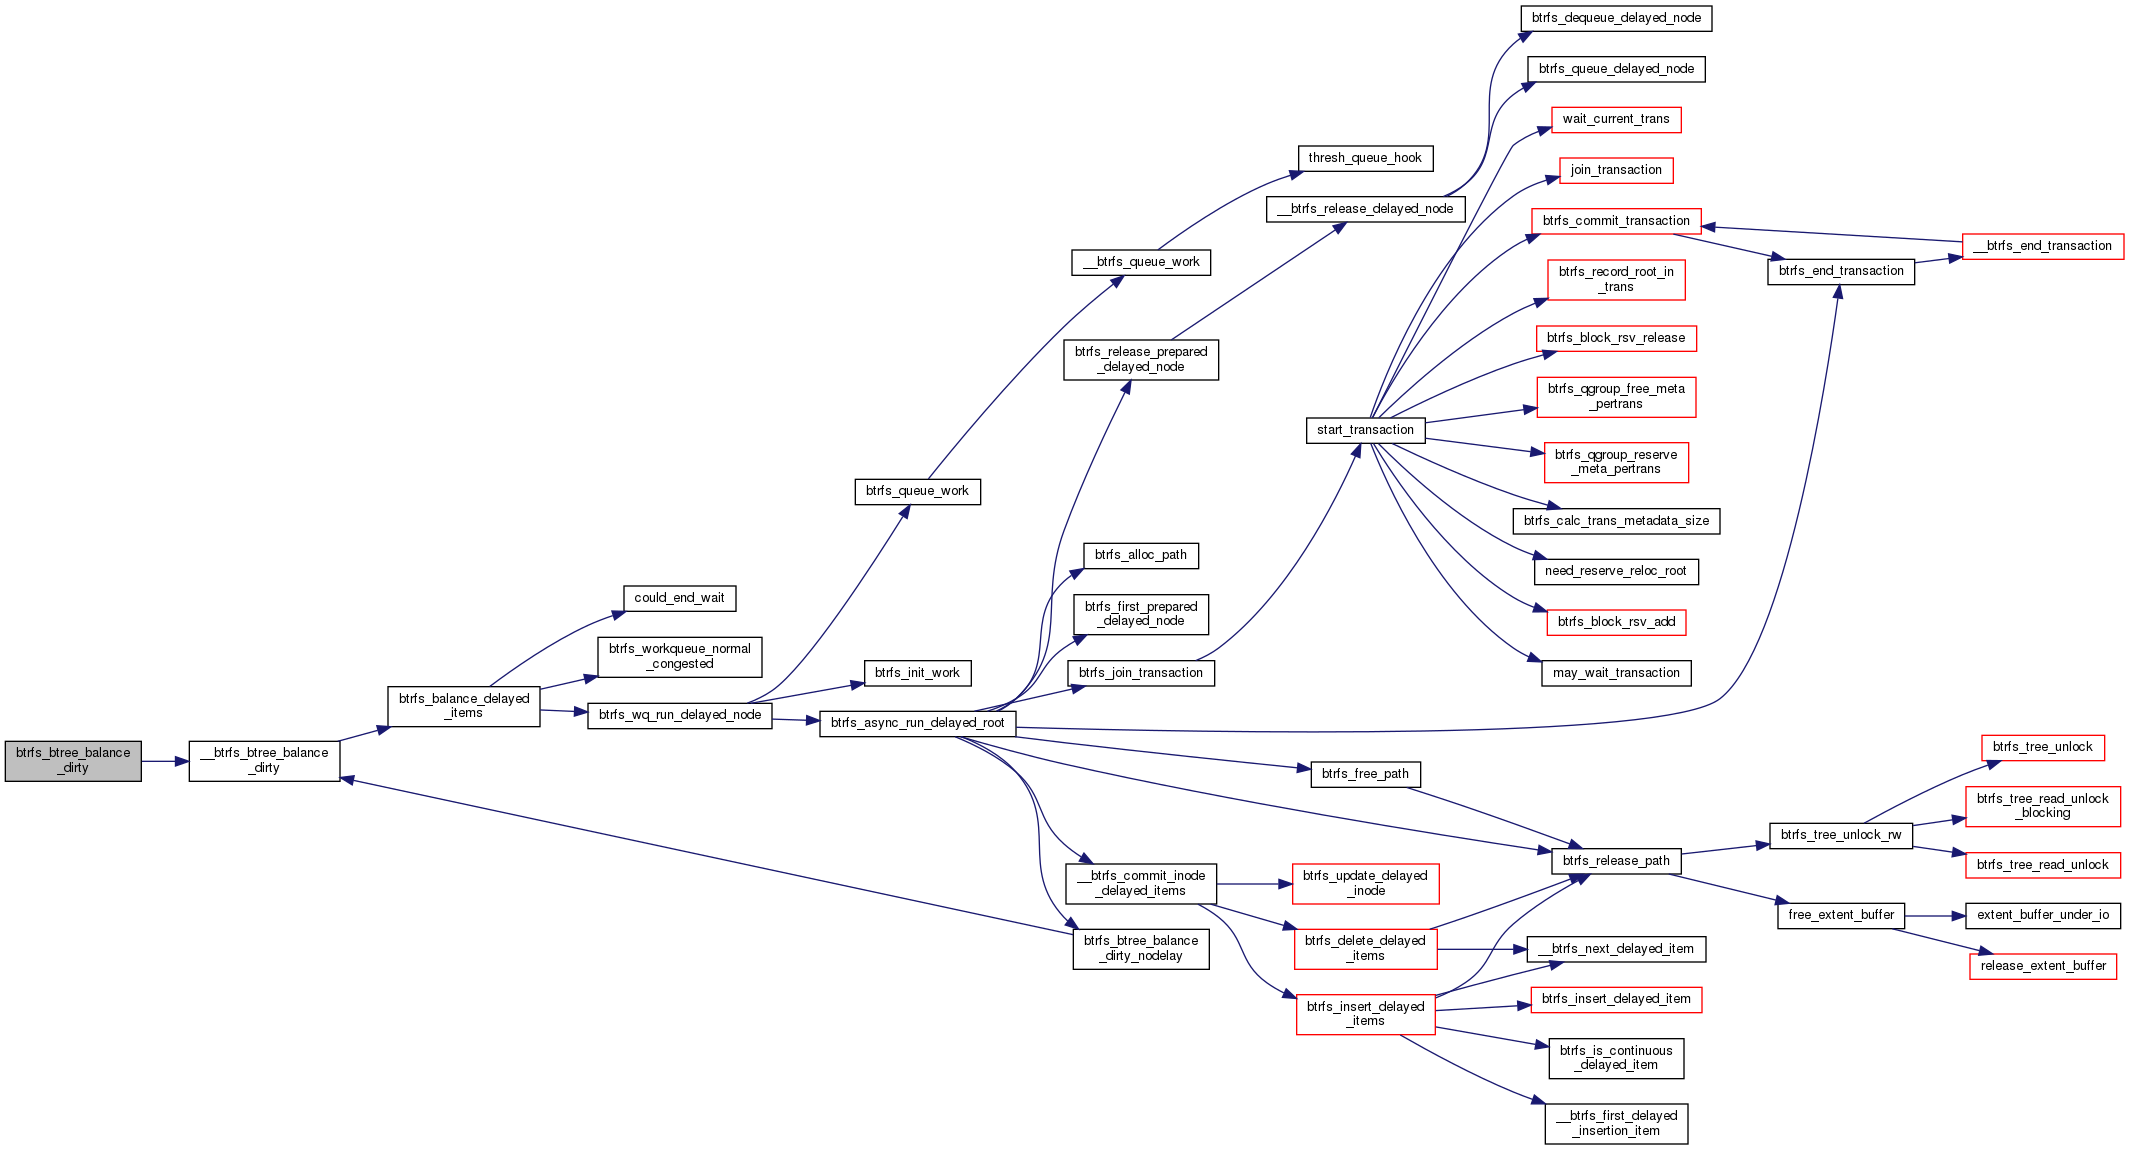 btrfs_dequeue_delayed_node
btrfs_queue_delayed_node
wait_current_trans
thresh_queue_hook
join_transaction
__btrfs_release_delayed_node
btrfs_commit_transaction
__btrfs_end_transaction
__btrfs_queue_work
btrfs_end_transaction
btrfs_record_root_in
_trans
btrfs_block_rsv_release
btrfs_release_prepared
_delayed_node
btrfs_qgroup_free_meta
_pertrans
start_transaction
btrfs_qgroup_reserve
_meta_pertrans
btrfs_queue_work
btrfs_calc_trans_metadata_size
btrfs_alloc_path
need_reserve_reloc_root
could_end_wait
btrfs_first_prepared
_delayed_node
btrfs_block_rsv_add
btrfs_workqueue_normal
_congested
btrfs_init_work
btrfs_join_transaction
may_wait_transaction
btrfs_balance_delayed
_items
btrfs_wq_run_delayed_node
btrfs_async_run_delayed_root
btrfs_tree_unlock
btrfs_btree_balance
_dirty
__btrfs_btree_balance
_dirty
btrfs_free_path
btrfs_tree_read_unlock
_blocking
btrfs_tree_unlock_rw
btrfs_release_path
btrfs_tree_read_unlock
__btrfs_commit_inode
_delayed_items
btrfs_update_delayed
_inode
free_extent_buffer
extent_buffer_under_io
btrfs_btree_balance
_dirty_nodelay
btrfs_delete_delayed
_items
__btrfs_next_delayed_item
release_extent_buffer
btrfs_insert_delayed
_items
btrfs_insert_delayed_item
btrfs_is_continuous
_delayed_item
__btrfs_first_delayed
_insertion_item